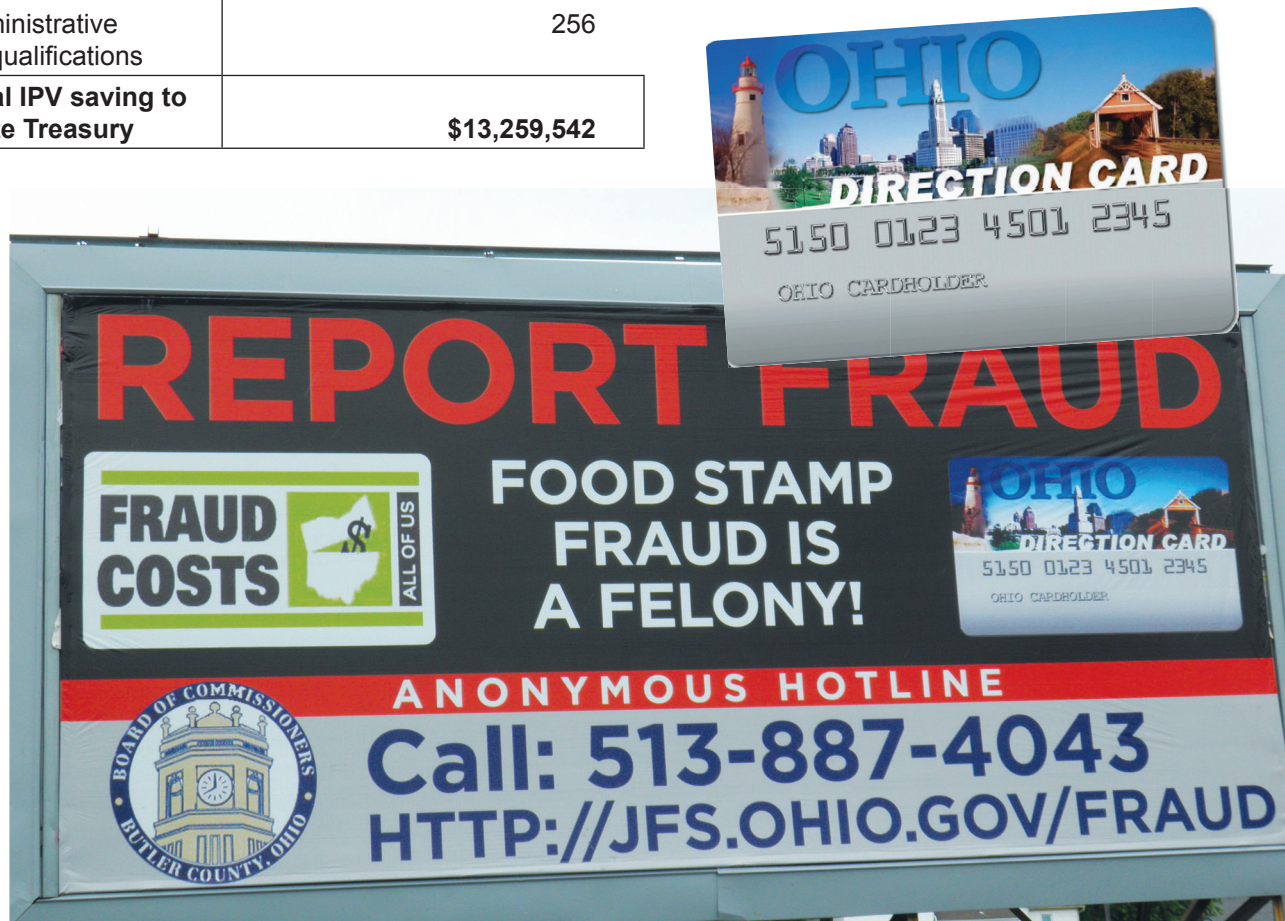 ministrative
qualifications
256
al IPV saving to
te Treasury
$13,259,542
OHIO
DIRECTION CARD
5150 0123 4501 2345
OHIO CARDHOLDER
REPORT FRAUD
FRAUD
COSTS
ALL OF US
$
FOOD STAMP
FRAUD IS
A FELONY!
OHIO
DIRECTION CARD
5150 0123 4501 2345
OHIO CARDHOLDER
ANONYMOUS HOTLINE
BOARD OF COMMISSIONERS
BUTLER COUNTY, OHIO
Call: 513-887-4043
HTTP://JFS.OHIO.GOV/FRAUD